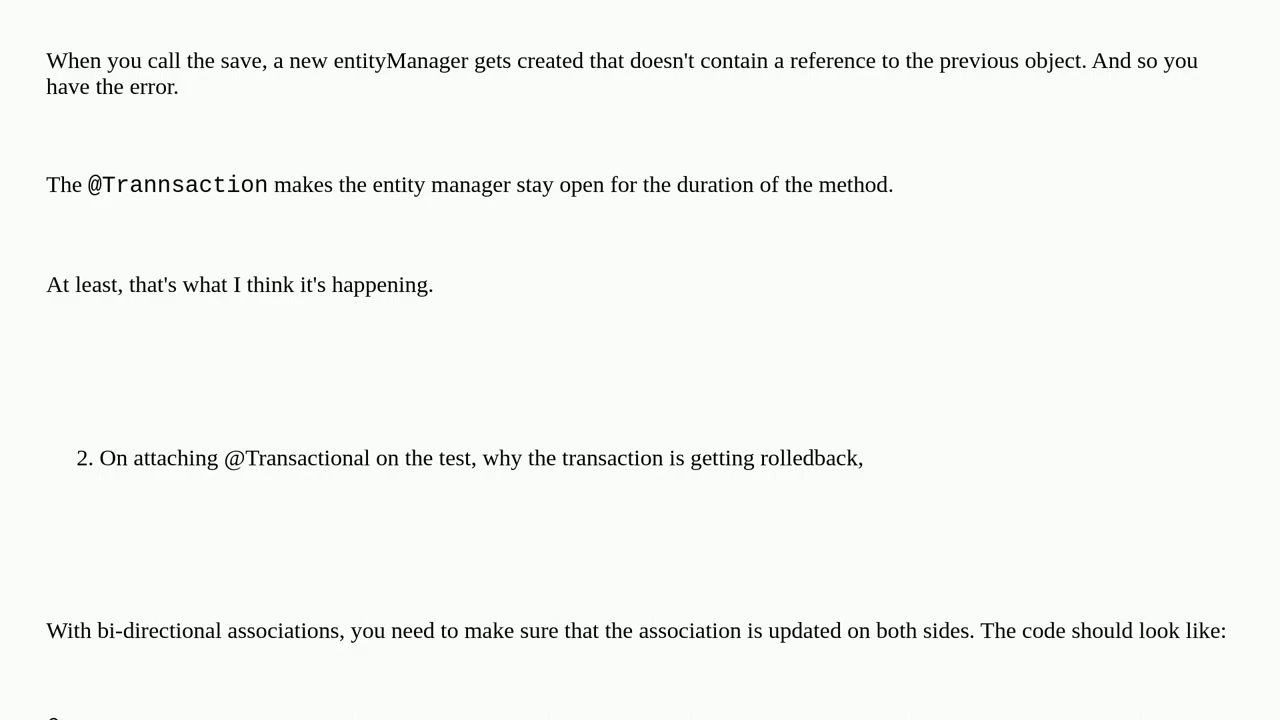 When you call the save, a new entityManager gets created that doesn't contain a reference to the previous object. And so you
have the error.
The @Trannsaction makes the entity manager stay open for the duration of the method.
At least, that's what I think it's happening.
2. On attaching @Transactional on the test, why the transaction is getting rolledback,
With bi-directional associations, you need to make sure that the association is updated on both sides. The code should look like: